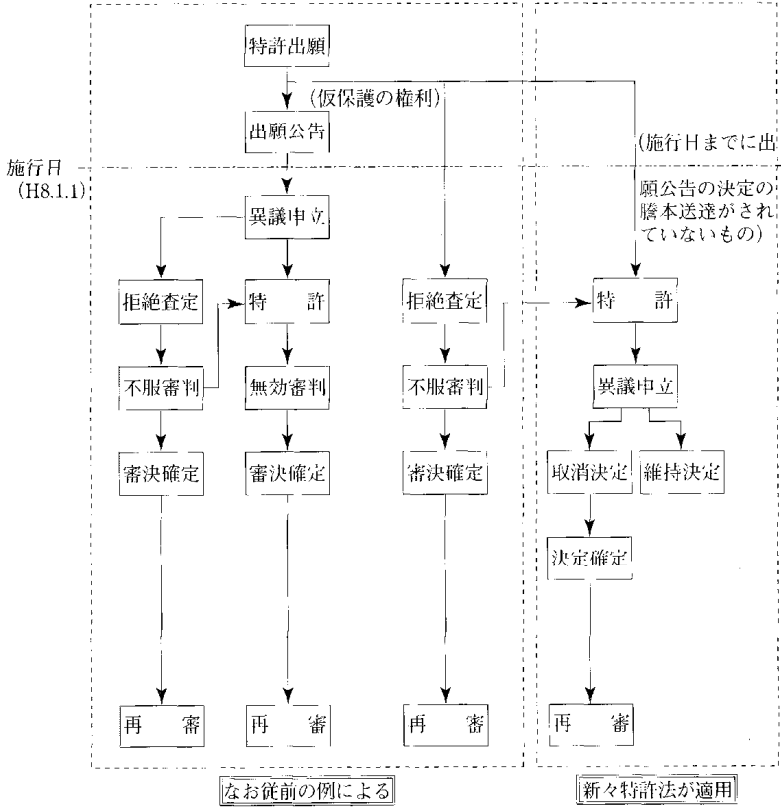 特許出願
(仮保護の権利)
出願公告
(施行日までに出
施行日
(H8.1.1)
願公告の決定の
謄本送達がされ
ていないもの)
異議申立
拒絶査定
特 許
拒絶査定
特 許
不服審判
無効審判
不服審判
異議申立
審決確定
審決確定
審決確定
取消決定
維持決定
決定確定
再 審
再 審
再 審
再 審
なお従前の例による
新々特許法が適用